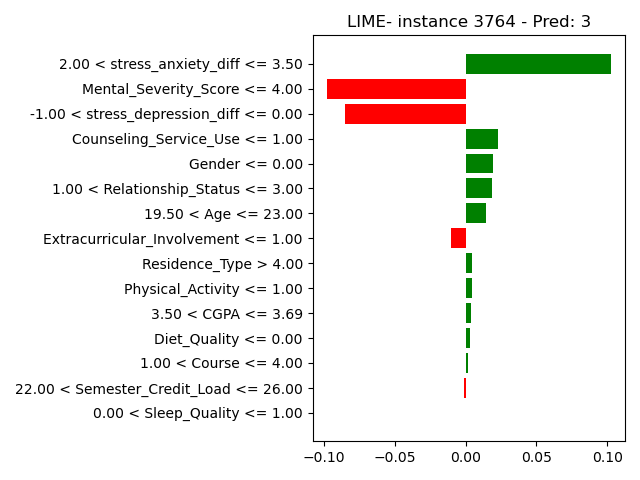 LIME- instance 3764 - Pred: 3
2.00 < stress_anxiety_diff <= 3.50
Mental_Severity_Score <= 4.00
-1.00 < stress_depression_diff <= 0.00
Counseling_Service_Use <= 1.00
Gender <= 0.00
1.00 < Relationship_Status <= 3.00
19.50 < Age <= 23.00
Extracurricular_Involvement <= 1.00
Residence_Type > 4.00
Physical_Activity <= 1.00
3.50 < CGPA <= 3.69
Diet_Quality <= 0.00
1.00 < Course <= 4.00
22.00 < Semester_Credit_Load <= 26.00
0.00 < Sleep_Quality <= 1.00
−0.10 −0.05 0.00 0.05 0.10